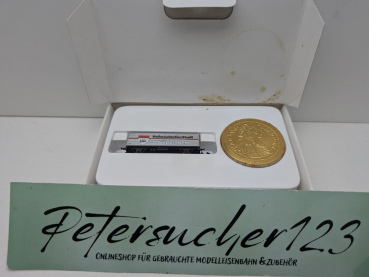 Petersucher123
ONLINESHOP FÜR GEBRAUCHTE MODELLEISENBAHN & ZUBEHÖR